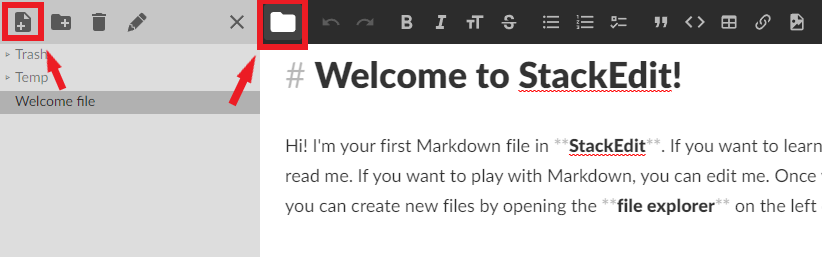 Trash
Temp
Welcome file
# Welcome to StackEdit!
Hi! I'm your first Markdown file in **StackEdit**. If you want to learn
read me. If you want to play with Markdown, you can edit me. Once
you can create new files by opening the **file explorer** on the left